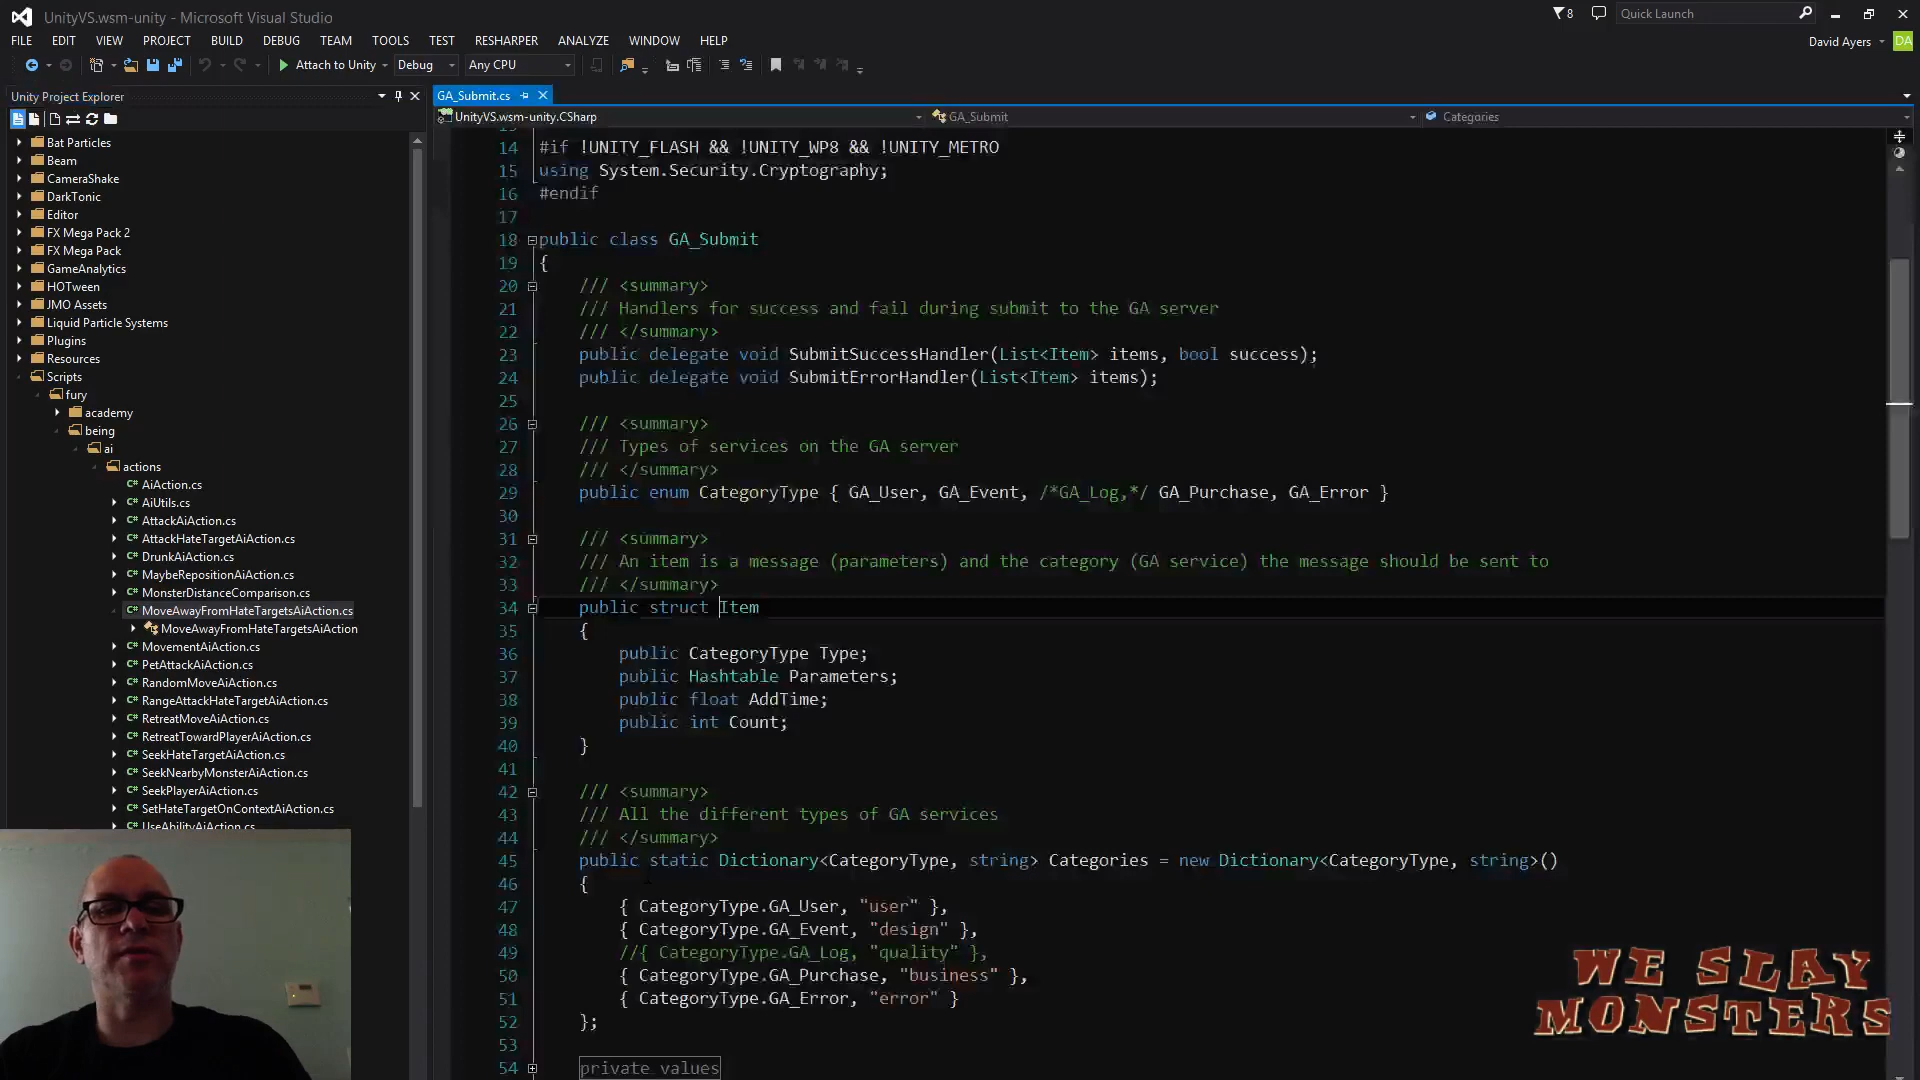 UnityVS.wsm-unity - Microsoft Visual Studio
8
Quick Launch
FILE EDIT VIEW PROJECT BUILD DEBUG TEAM TOOLS TEST RESHARPER ANALYZE WINDOW HELP
David Ayers DA
Attach to Unity Debug Any CPU
Unity Project Explorer
GA_Submit.cs
UnityVS.wsm-unity.CSharp GA_Submit Categories
Bat Particles
Beam
CameraShake
DarkTonic
Editor
FX Mega Pack 2
FX Mega Pack
GameAnalytics
HOTween
JMO Assets
Liquid Particle Systems
Plugins
Resources
Scripts
fury
academy
being
ai
actions
AiAction.cs
AiUtils.cs
AttackAiAction.cs
AttackHateTargetAiAction.cs
DrunkAiAction.cs
MaybeRepositionAiAction.cs
MonsterDistanceComparison.cs
MoveAwayFromHateTargetsAiAction.cs
MoveAwayFromHateTargetsAiAction
MovementAiAction.cs
PetAttackAiAction.cs
RandomMoveAiAction.cs
RangeAttackHateTargetAiAction.cs
RetreatMoveAiAction.cs
RetreatTowardPlayerAiAction.cs
SeekHateTargetAiAction.cs
SeekNearbyMonsterAiAction.cs
SeekPlayerAiAction.cs
SetHateTargetOnContextAiAction.cs
UseAbilityAiAction.cs
14 #if !UNITY_FLASH && !UNITY_WP8 && !UNITY_METRO
15 using System.Security.Cryptography;
16 #endif
17
18 public class GA_Submit
19 {
20 /// <summary>
21 /// Handlers for success and fail during submit to the GA server
22 /// </summary>
23 public delegate void SubmitSuccessHandler(List<Item> items, bool success);
24 public delegate void SubmitErrorHandler(List<Item> items);
25
26 /// <summary>
27 /// Types of services on the GA server
28 /// </summary>
29 public enum CategoryType { GA_User, GA_Event, /*GA_Log,*/ GA_Purchase, GA_Error }
30
31 /// <summary>
32 /// An item is a message (parameters) and the category (GA service) the message should be sent to
33 /// </summary>
34 public struct Item
35 {
36 public CategoryType Type;
37 public Hashtable Parameters;
38 public float AddTime;
39 public int Count;
40 }
41
42 /// <summary>
43 /// All the different types of GA services
44 /// </summary>
45 public static Dictionary<CategoryType, string> Categories = new Dictionary<CategoryType, string>()
46 {
47 { CategoryType.GA_User, "user" },
48 { CategoryType.GA_Event, "design" },
49 //{ CategoryType.GA_Log, "quality" },
50 { CategoryType.GA_Purchase, "business" },
51 { CategoryType.GA_Error, "error" }
52 };
53
54 private values
WE SLAY
MONSTERS